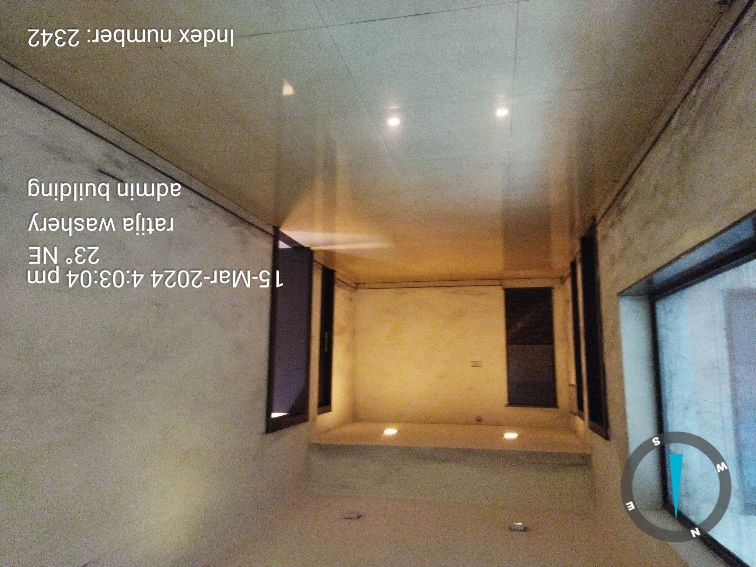 15-Mar-2024 4:03:04 pm
23° NE
ratija washery
admin building
Index number: 2342
N
W
E
S